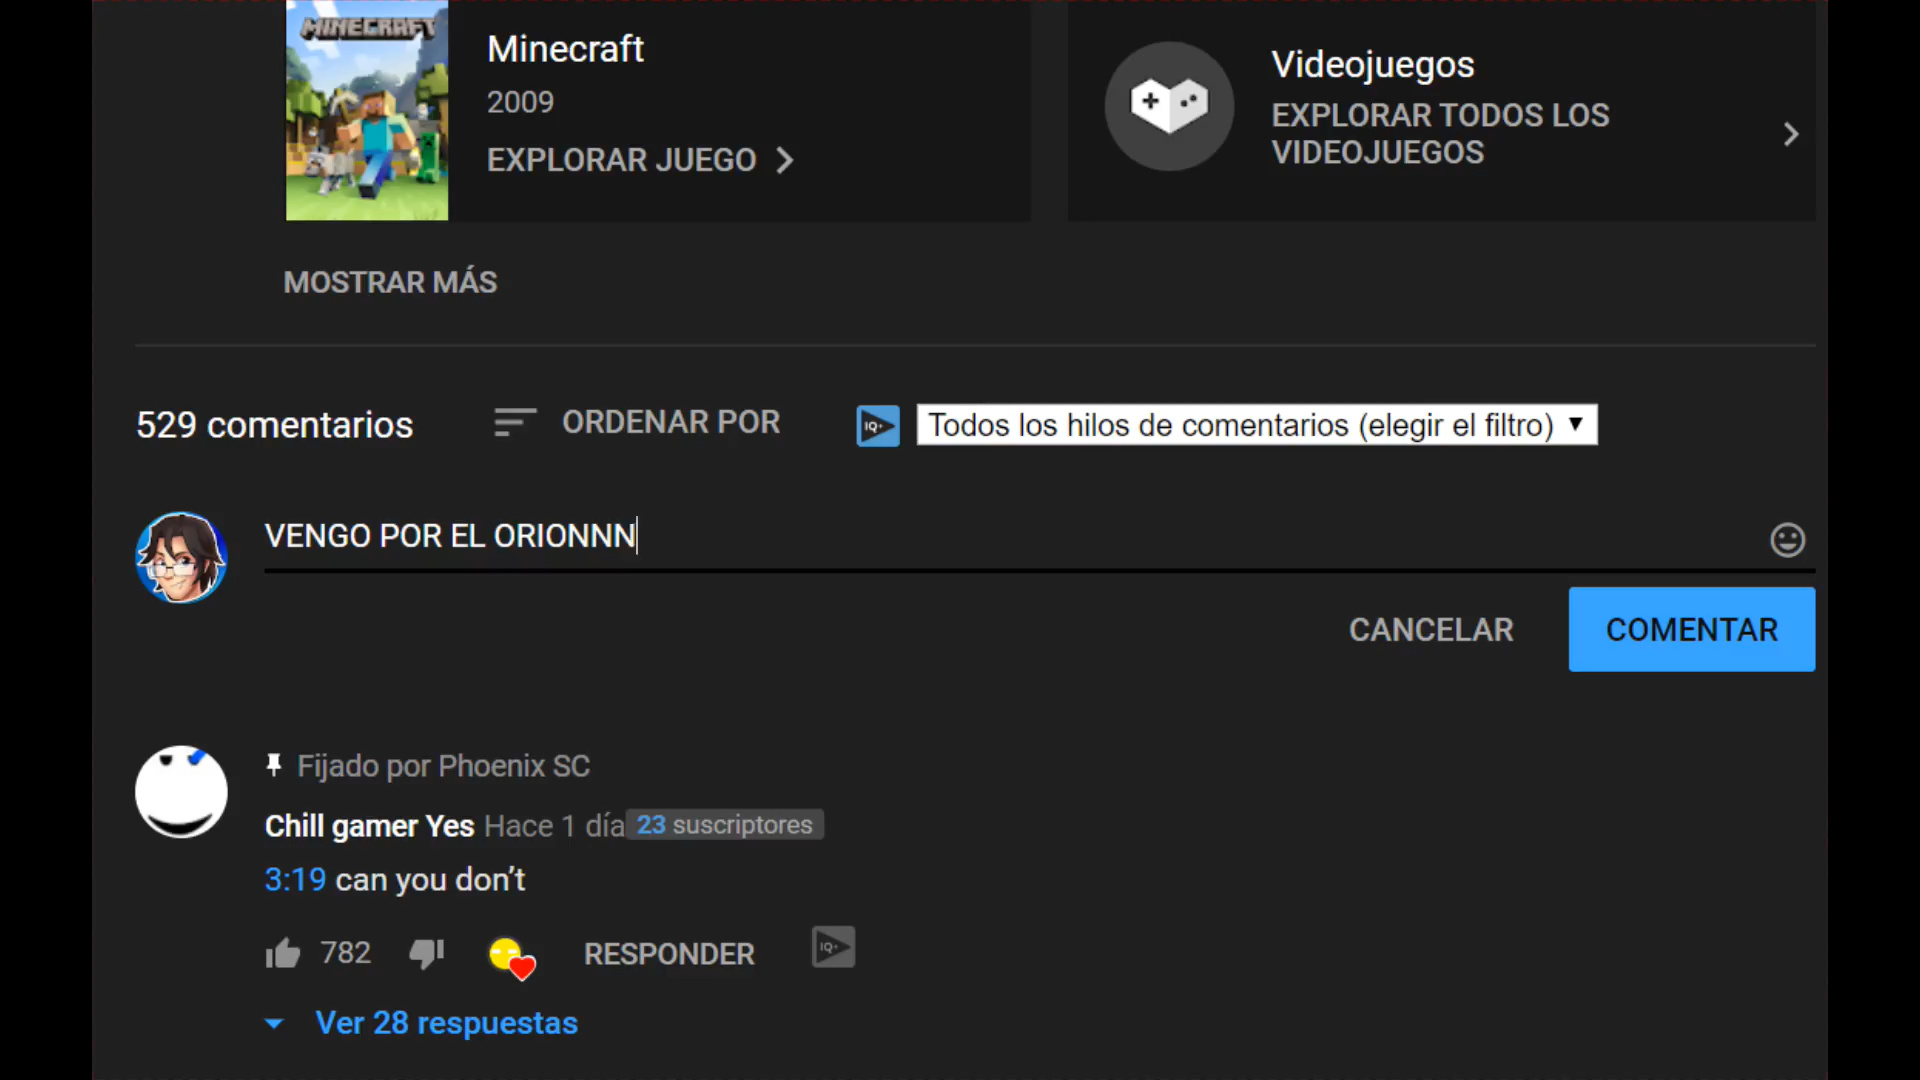 MINECRAFT
Minecraft
2009
EXPLORAR JUEGO
Videojuegos
EXPLORAR TODOS LOS
VIDEOJUEGOS
MOSTRAR MÁS
529 comentarios
ORDENAR POR
IQ+
Todos los hilos de comentarios (elegir el filtro)
VENGO POR EL ORIONNN
CANCELAR
COMENTAR
Fijado por Phoenix SC
Chill gamer Yes Hace 1 día 23 suscriptores
3:19 can you don’t
782
RESPONDER
IQ+
Ver 28 respuestas